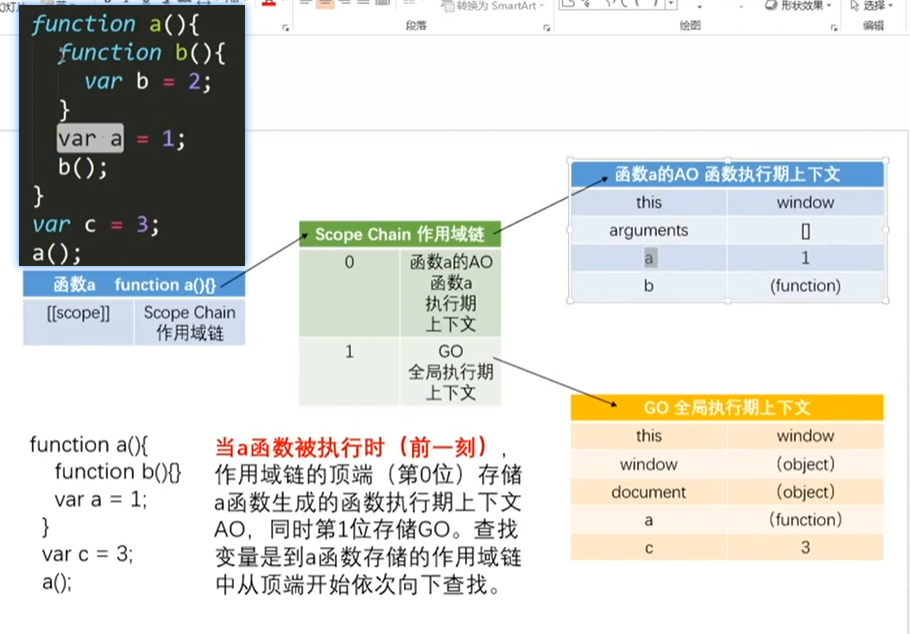 转换为 SmartArt
形状效果
选择
段落
绘图
编辑
function a(){
function b(){
var b = 2;
}
var a = 1;
b();
}
var c = 3;
a();
函数a function a(){}
[[scope]]
Scope Chain
作用域链
Scope Chain 作用域链
0
函数a的AO
函数a
执行期
上下文
1
GO
全局执行期
上下文
函数a的AO 函数执行期上下文
this window
arguments []
a 1
b (function)
GO 全局执行期上下文
this window
window (object)
document (object)
a (function)
c 3
function a(){
function b(){}
var a = 1;
}
var c = 3;
a();
当a函数被执行时（前一刻），
作用域链的顶端（第0位）存储
a函数生成的函数执行期上下文
AO，同时第1位存储GO。查找
变量是到a函数存储的作用域链
中从顶端开始依次向下查找。